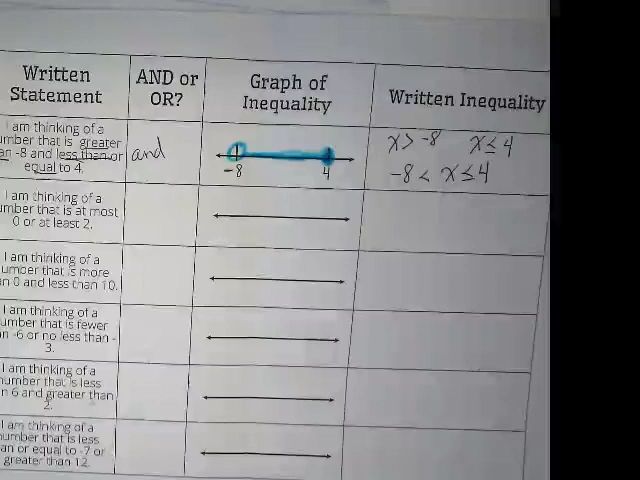 Written
Statement
AND or
OR?
Graph of
Inequality
Written Inequality
I am thinking of a
umber that is greater
an -8 and less than or
equal to 4.
and
-8 4
x > -8 x ≤ 4
-8 < x ≤ 4
I am thinking of a
umber that is at most
0 or at least 2.
I am thinking of a
umber that is more
an 0 and less than 10.
I am thinking of a
umber that is fewer
an -6 or no less than -
3.
I am thinking of a
number that is less
n 6 and greater than
2.
I am thinking of a
number that is less
an or equal to -7 or
greater than 12.